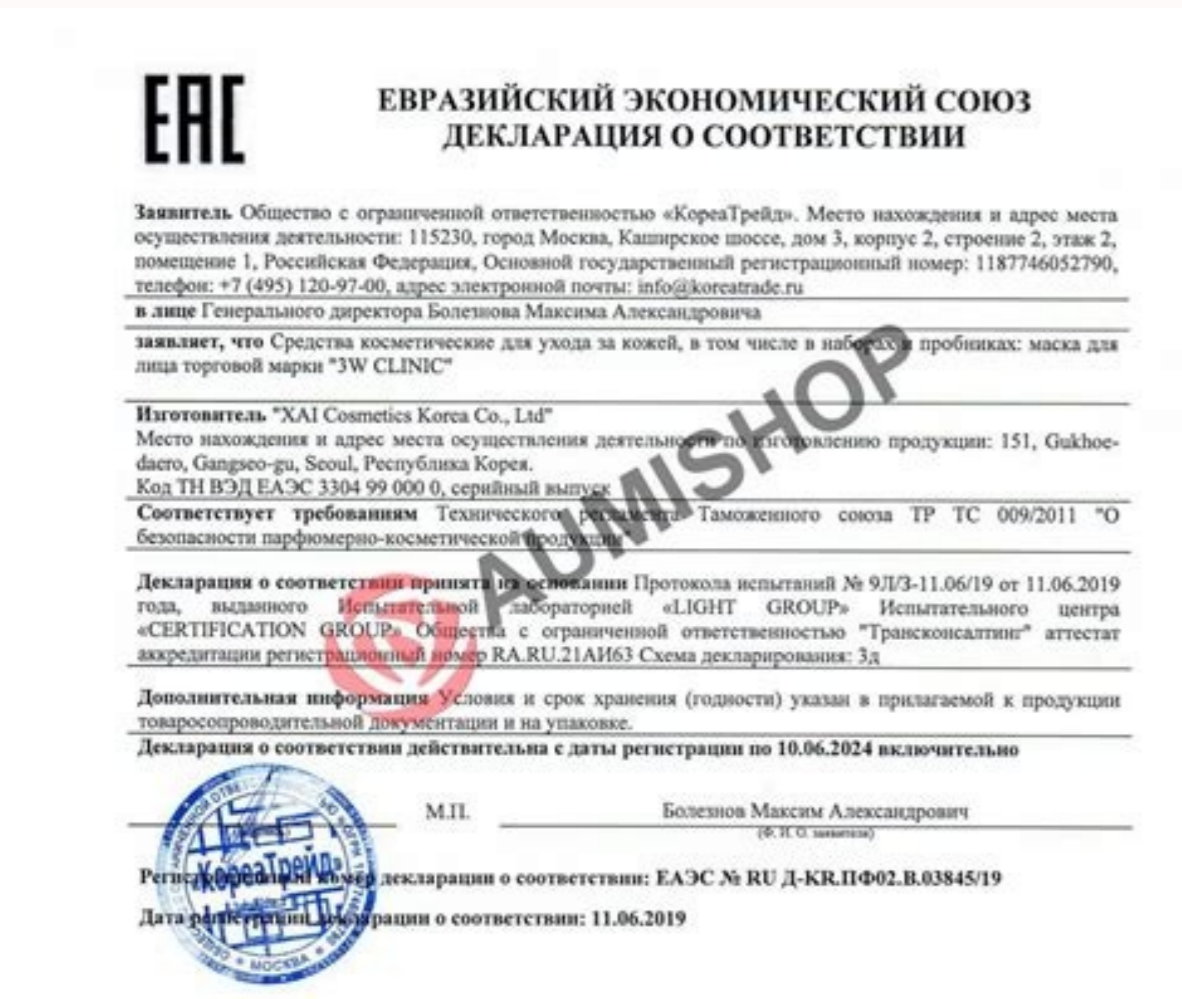 EAC
ЕВРАЗИЙСКИЙ ЭКОНОМИЧЕСКИЙ СОЮЗ
ДЕКЛАРАЦИЯ О СООТВЕТСТВИИ
Заявитель Общество с ограниченной ответственностью «КореаТрейд». Место нахождения и адрес места
осуществления деятельности: 115230, город Москва, Каширское шоссе, дом 3, корпус 2, строение 2, этаж 2,
помещение 1, Российская Федерация, Основной государственный регистрационный номер: 1187746052790,
телефон: +7 (495) 120-97-00, адрес электронной почты: info@koreatrade.ru
в лице Генерального директора Болезнова Максима Александровича
заявляет, что Средства косметические для ухода за кожей, в том числе в наборах и пробниках: маска для
лица торговой марки "3W CLINIC"
Изготовитель "XAI Cosmetics Korea Co., Ltd"
Место нахождения и адрес места осуществления деятельности по изготовлению продукции: 151, Gukhoe-
daero, Gangseo-gu, Seoul, Республика Корея.
Код ТН ВЭД ЕАЭС 3304 99 000 0, серийный выпуск
Соответствует требованиям Технического регламента Таможенного союза ТР ТС 009/2011 "О
безопасности парфюмерно-косметической продукции"
Декларация о соответствии принята на основании Протокола испытаний № 9Л/З-11.06/19 от 11.06.2019
года, выданного Испытательной лабораторией «LIGHT GROUP» Испытательного центра
«CERTIFICATION GROUP» Общества с ограниченной ответственностью "Трансконсалтинг" аттестат
аккредитации регистрационный номер RA.RU.21АИ63 Схема декларирования: 3д
Дополнительная информация Условия и срок хранения (годности) указан в прилагаемой к продукции
товаросопроводительной документации и на упаковке.
Декларация о соответствии действительна с даты регистрации по 10.06.2024 включительно
М.П.
Болезнов Максим Александрович
(Ф. И. О. заявителя)
Регистрационный номер декларации о соответствии: ЕАЭС № RU Д-KR.ПФ02.В.03845/19
Дата регистрации декларации о соответствии: 11.06.2019
«КореаТрейд»
МОСКВА
AUMISHOP